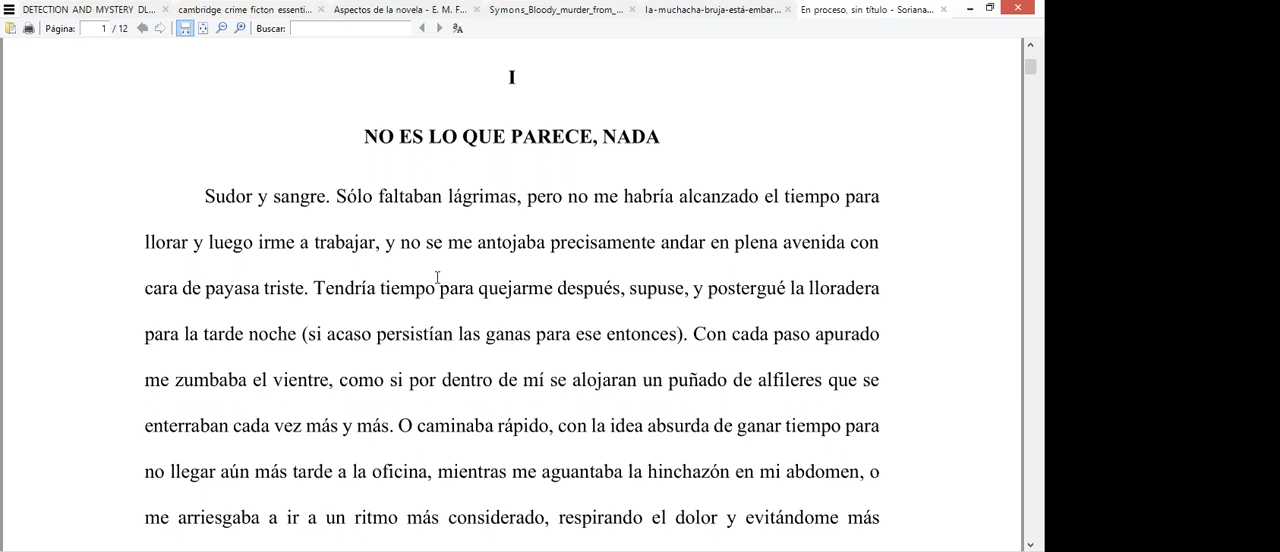 DETECTION AND MYSTERY DL...
cambridge crime ficton essenti...
Aspectos de la novela - E. M. F...
Symons_Bloody_murder_from_...
la-muchacha-bruja-está-embar...
En proceso, sin título - Soriana...
Página: 1 / 12 Buscar:
I
NO ES LO QUE PARECE, NADA
Sudor y sangre. Sólo faltaban lágrimas, pero no me habría alcanzado el tiempo para
llorar y luego irme a trabajar, y no se me antojaba precisamente andar en plena avenida con
cara de payasa triste. Tendría tiempo para quejarme después, supuse, y postergué la lloradera
para la tarde noche (si acaso persistían las ganas para ese entonces). Con cada paso apurado
me zumbaba el vientre, como si por dentro de mí se alojaran un puñado de alfileres que se
enterraban cada vez más y más. O caminaba rápido, con la idea absurda de ganar tiempo para
no llegar aún más tarde a la oficina, mientras me aguantaba la hinchazón en mi abdomen, o
me arriesgaba a ir a un ritmo más considerado, respirando el dolor y evitándome más